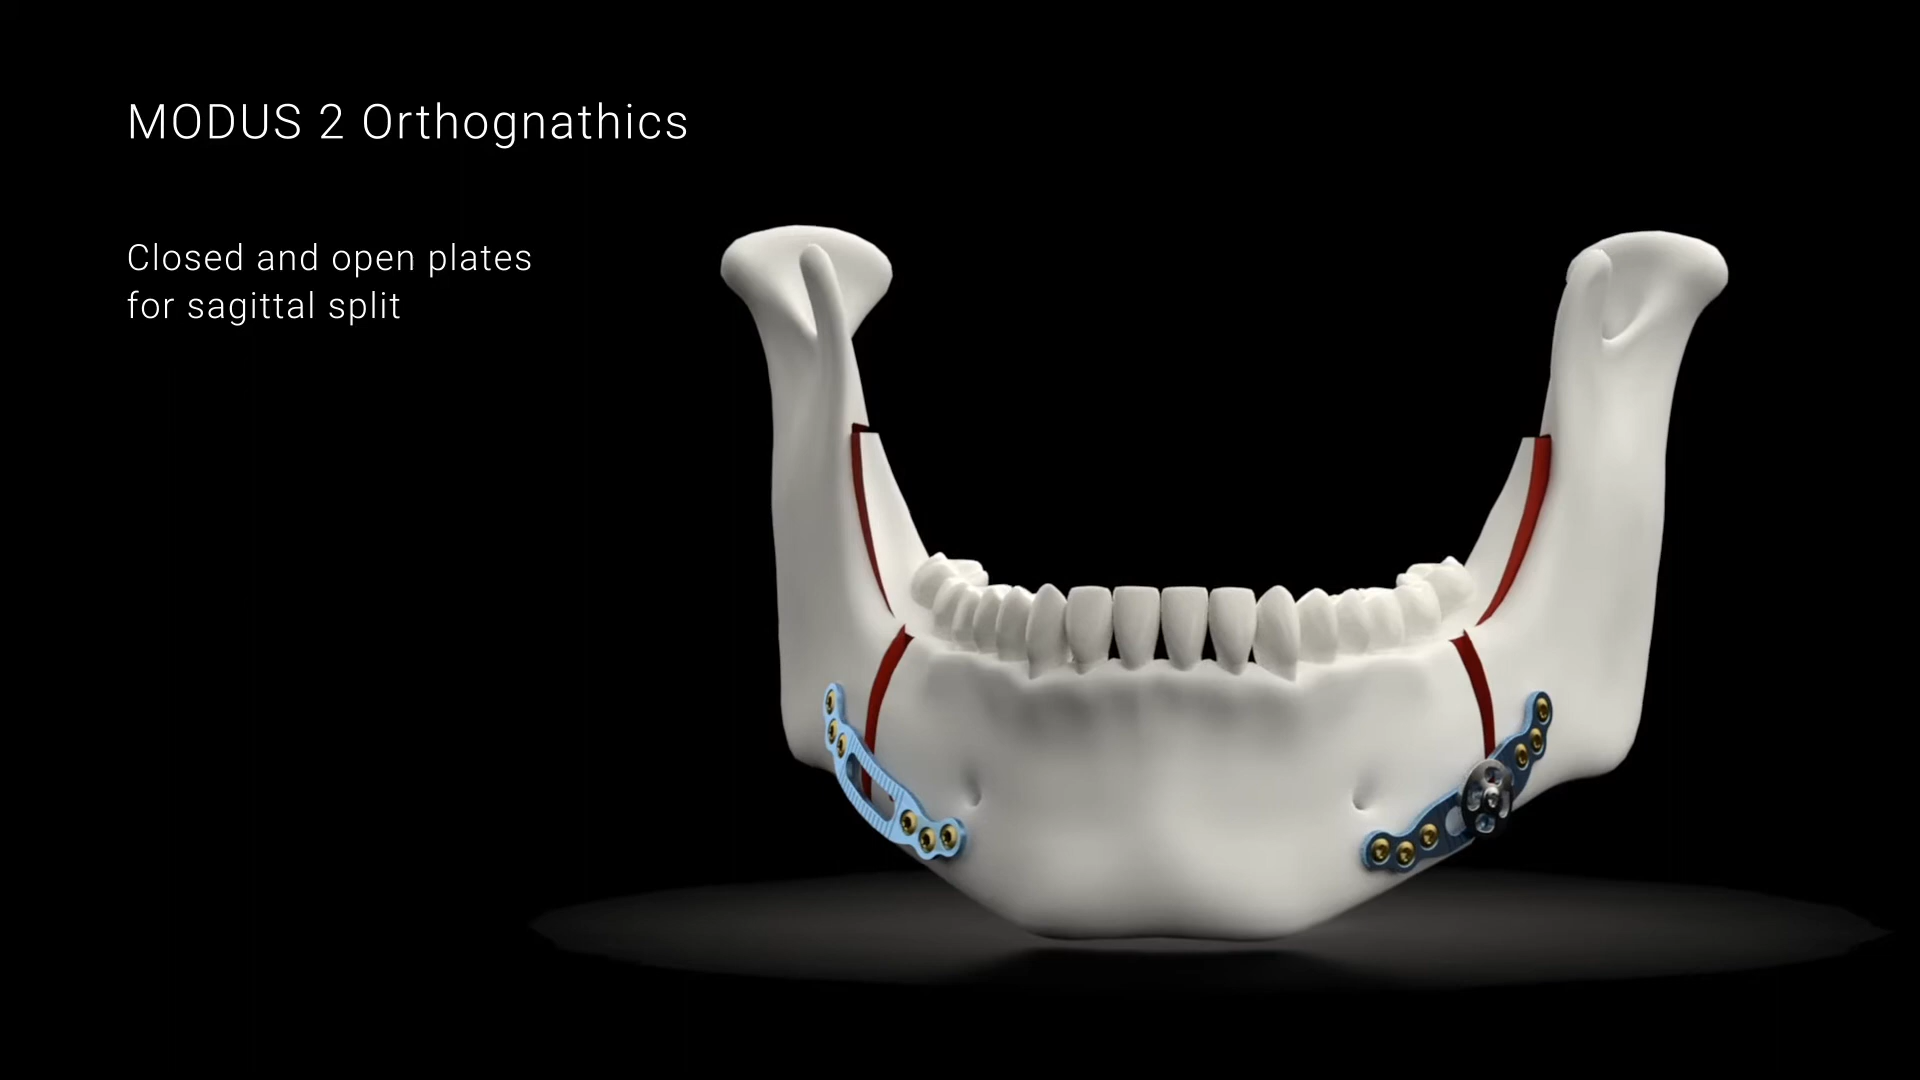 MODUS 2 Orthognathics
Closed and open plates
for sagittal split